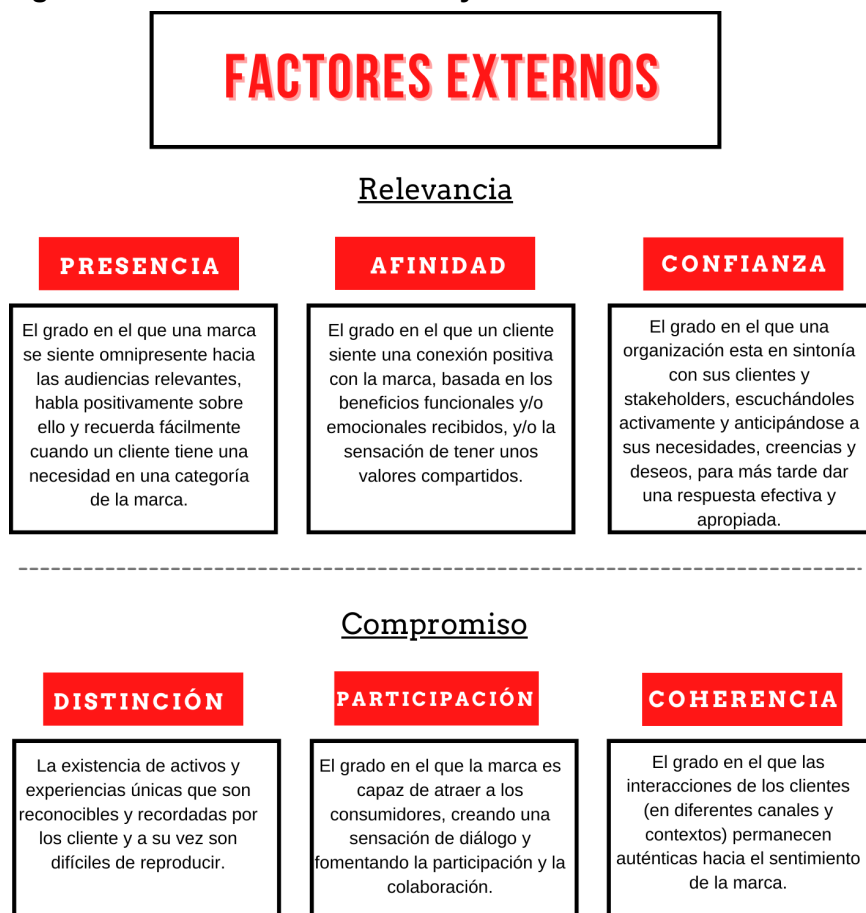 FACTORES EXTERNOS
Relevancia
PRESENCIA
El grado en el que una marca
se siente omnipresente hacia
las audiencias relevantes,
habla positivamente sobre
ello y recuerda fácilmente
cuando un cliente tiene una
necesidad en una categoría
de la marca.
AFINIDAD
El grado en el que un cliente
siente una conexión positiva
con la marca, basada en los
beneficios funcionales y/o
emocionales recibidos, y/o la
sensación de tener unos
valores compartidos.
CONFIANZA
El grado en el que una
organización esta en sintonía
con sus clientes y
stakeholders, escuchándoles
activamente y anticipándose a
sus necesidades, creencias y
deseos, para más tarde dar
una respuesta efectiva y
apropiada.
Compromiso
DISTINCIÓN
La existencia de activos y
experiencias únicas que son
reconocibles y recordadas por
los cliente y a su vez son
difíciles de reproducir.
PARTICIPACIÓN
El grado en el que la marca es
capaz de atraer a los
consumidores, creando una
sensación de diálogo y
fomentando la participación y la
colaboración.
COHERENCIA
El grado en el que las
interacciones de los clientes
(en diferentes canales y
contextos) permanecen
auténticas hacia el sentimiento
de la marca.